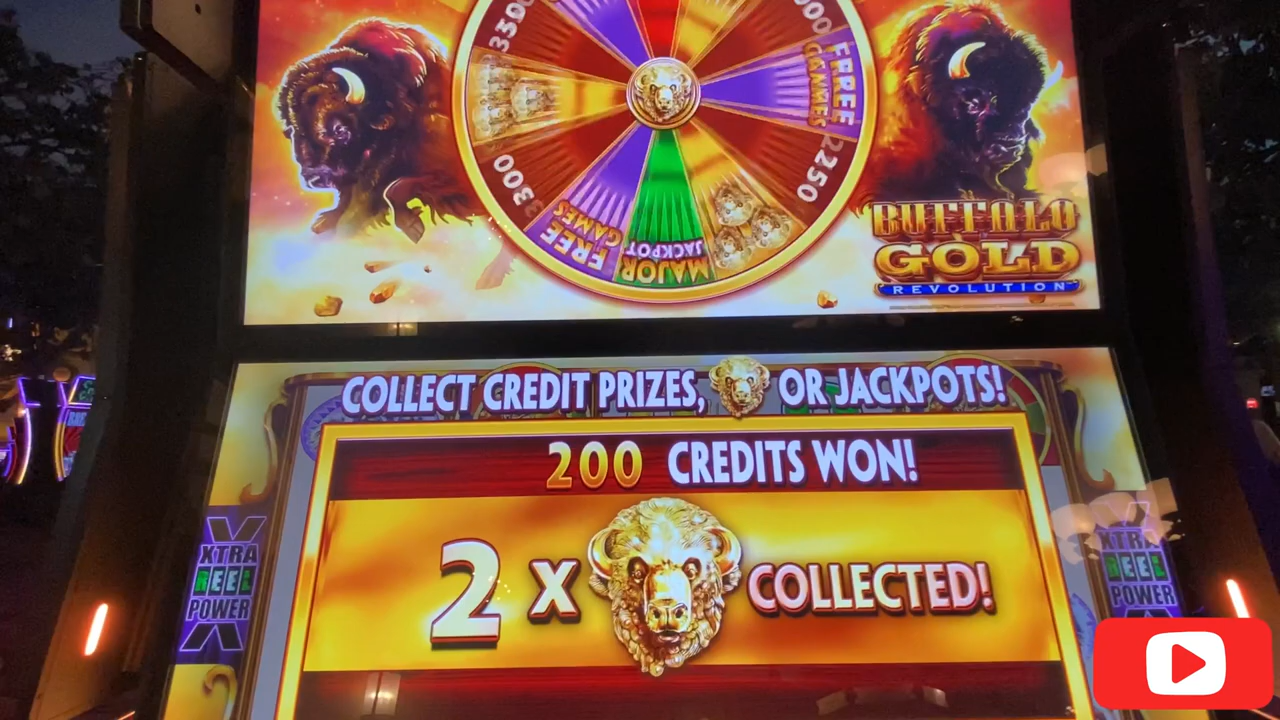 FREE
GAMES
300
2250
FREE
GAMES
MAJOR
JACKPOT
BUFFALO
GOLD
REVOLUTION
COLLECT CREDIT PRIZES, OR JACKPOTS!
200 CREDITS WON!
2 X COLLECTED!
XTRA
REEL
POWER
XTRA
REEL
POWER